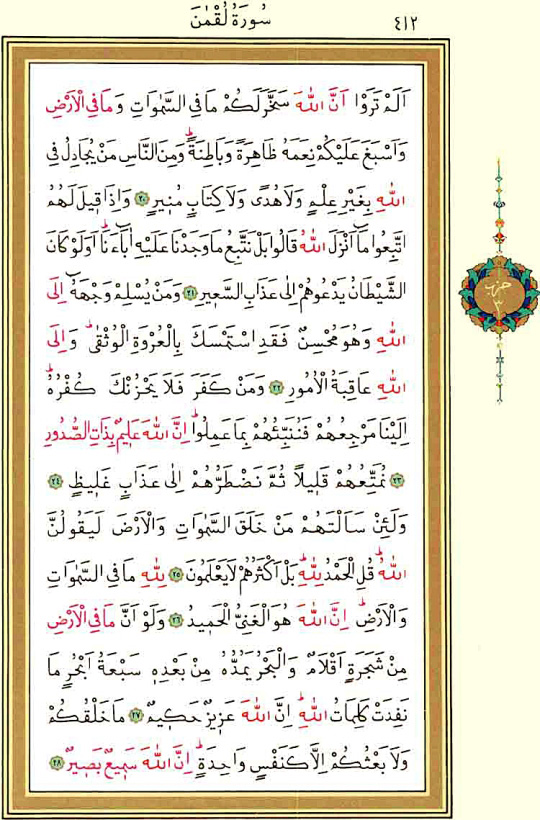 سُورَةُ لُقْمٰنَ
٤١٢
اَلَمْ تَرَوْا اَنَّ اللّٰهَ سَخَّرَ لَكُمْ مَا فِي السَّمٰوَاتِ وَمَا فِي الْاَرْضِ
وَاَسْبَغَ عَلَيْكُمْ نِعَمَهُ ظَاهِرَةً وَبَاطِنَةًۜ وَمِنَ النَّاسِ مَنْ يُجَادِلُ فِي
اللّٰهِ بِغَيْرِ عِلْمٍ وَلَا هُدًى وَلَا كِتَابٍ مُنِيرٍ ٢٠ وَاِذَا قِيلَ لَهُمُ
اتَّبِعُوا مَٓا اَنْزَلَ اللّٰهُ قَالُوا بَلْ نَتَّبِعُ مَا وَجَدْنَا عَلَيْهِ اٰبَٓاءَنَاۜ اَوَلَوْ كَانَ
الشَّيْطَانُ يَدْعُوهُمْ اِلٰى عَذَابِ السَّعِيرِ ٢١ وَمَنْ يُسْلِمْ وَجْهَهُٓ اِلَى
اللّٰهِ وَهُوَ مُحْسِنٌ فَقَدِ اسْتَمْسَكَ بِالْعُرْوَةِ الْوُثْقٰىۜ وَاِلَى
اللّٰهِ عَاقِبَةُ الْاُمُورِ ٢٢ وَمَنْ كَفَرَ فَلَا يَحْزُنْكَ كُفْرُهُۜ
اِلَيْنَا مَرْجِعُهُمْ فَنُنَبِّئُهُمْ بِمَا عَمِلُواۜ اِنَّ اللّٰهَ عَلِيمٌ بِذَاتِ الصُّدُورِ
٢٣ نُمَتِّعُهُمْ قَلِيلًا ثُمَّ نَضْطَرُّهُمْ اِلٰى عَذَابٍ غَلِيظٍ ٢٤
وَلَئِنْ سَاَلْتَهُمْ مَنْ خَلَقَ السَّمٰوَاتِ وَالْاَرْضَ لَيَقُولُنَّ
اللّٰهُۜ قُلِ الْحَمْدُ لِلّٰهِۜ بَلْ اَكْثَرُهُمْ لَا يَعْلَمُونَ ٢٥ لِلّٰهِ مَا فِي السَّمٰوَاتِ
وَالْاَرْضِۜ اِنَّ اللّٰهَ هُوَ الْغَنِيُّ الْحَمِيدُ ٢٦ وَلَوْ اَنَّ مَا فِي الْاَرْضِ
مِنْ شَجَرَةٍ اَقْلَامٌ وَالْبَحْرُ يَمُدُّهُ مِنْ بَعْدِهِ سَبْعَةُ اَبْحُرٍ مَا
نَفِدَتْ كَلِمَاتُ اللّٰهِۜ اِنَّ اللّٰهَ عَزِيزٌ حَكِيمٌ ٢٧ مَا خَلْقُكُمْ
وَلَا بَعْثُكُمْ اِلَّا كَنَفْسٍ وَاحِدَةٍۜ اِنَّ اللّٰهَ سَمِيعٌ بَصِيرٌ ٢٨
حزب